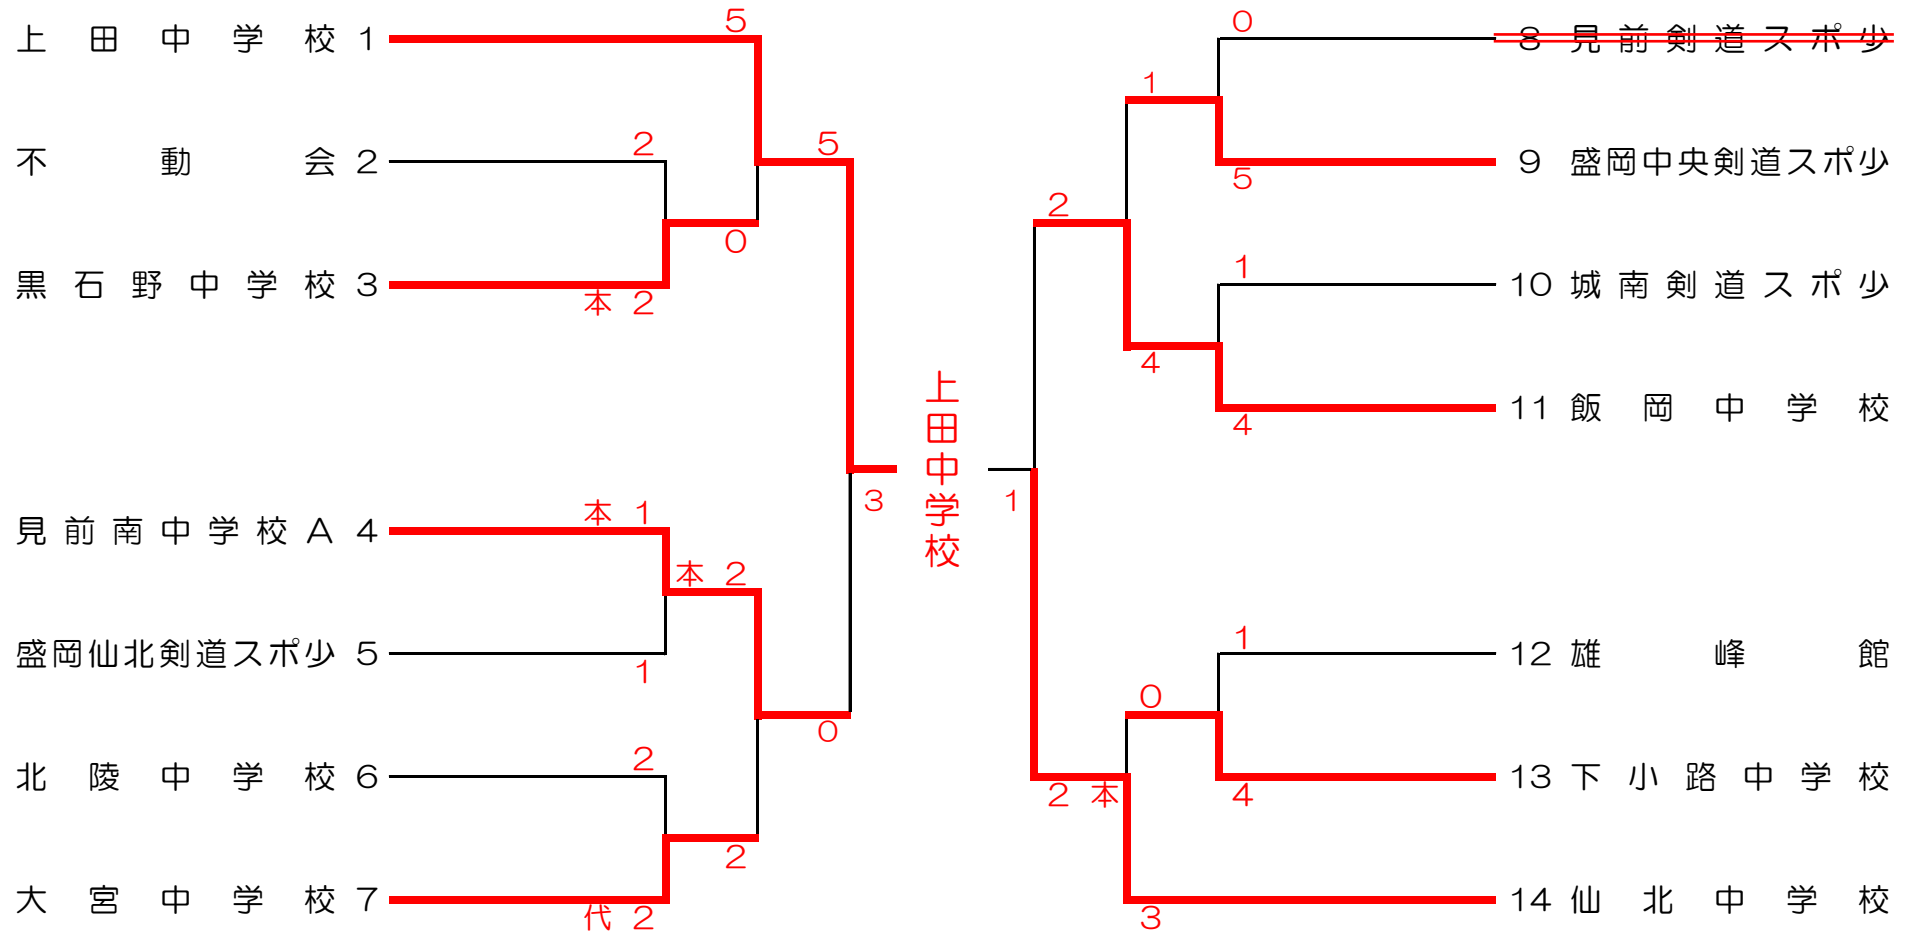 上田中学校 1
5
不動会 2
2
5
0
黒石野中学校 3
本 2
見前南中学校A 4
本 1
本 2
盛岡仙北剣道スポ少 5
1
0
北陵中学校 6
2
2
大宮中学校 7
代 2
3
上田中学校
1
0
8 見前剣道スポ少
1
9 盛岡中央剣道スポ少
5
2
1
10 城南剣道スポ少
4
11 飯岡中学校
4
1
12 雄峰館
0
13 下小路中学校
4
2 本
14 仙北中学校
3